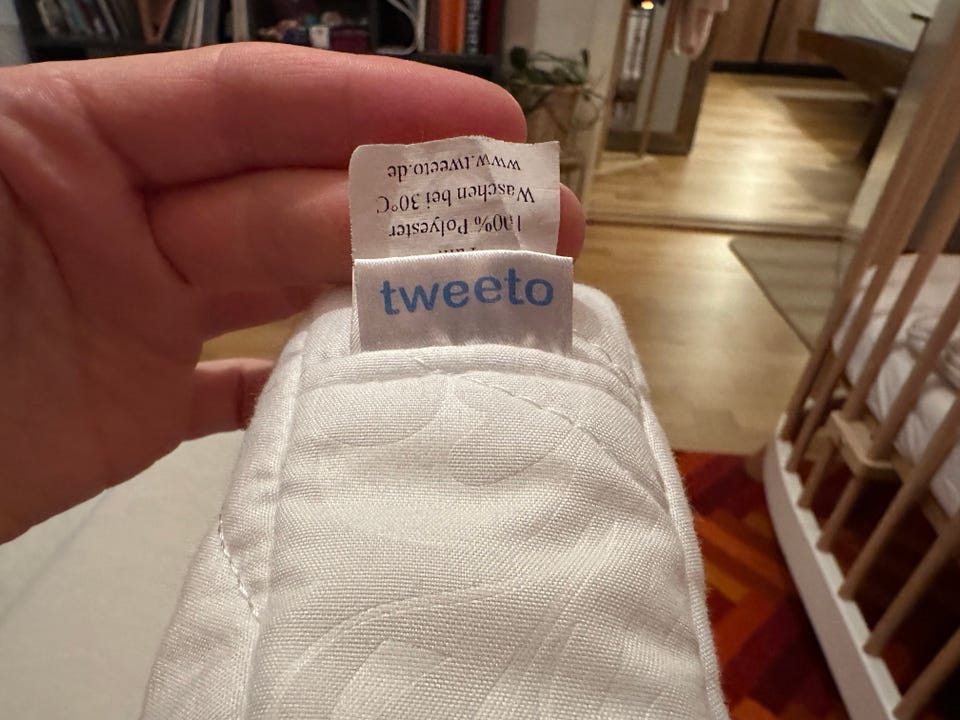 100% Polyester
Waschen bei 30°C
www.tweeto.de
tweeto